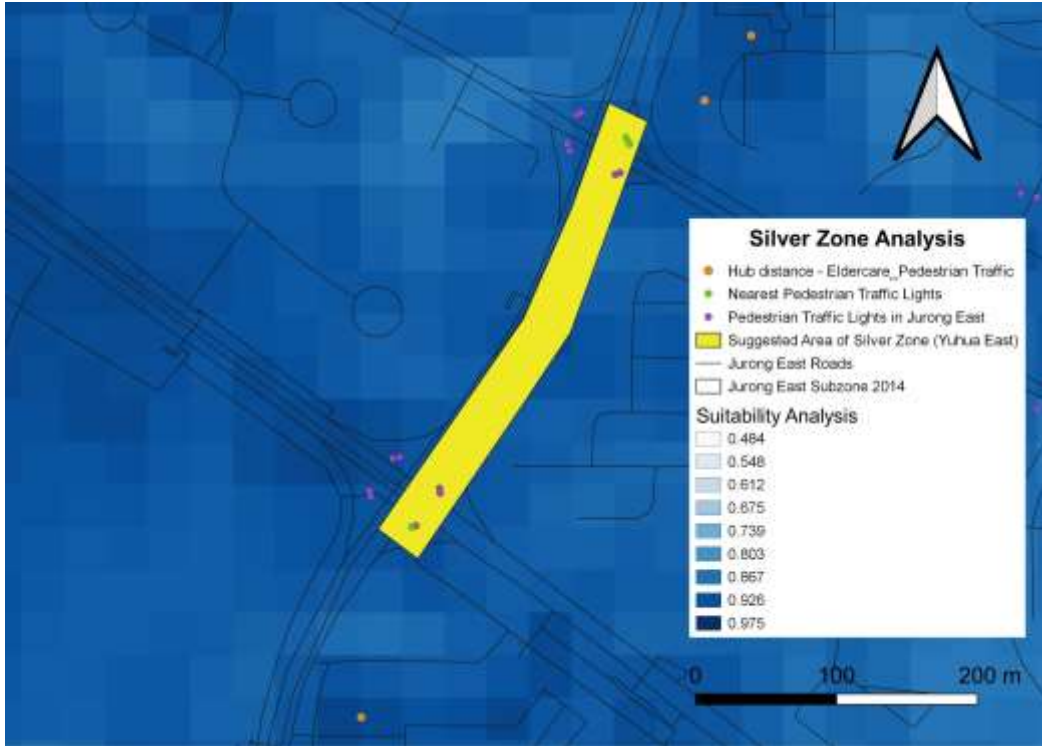 Silver Zone Analysis
Hub distance - Eldercare_Pedestrian Traffic
Nearest Pedestrian Traffic Lights
Pedestrian Traffic Lights in Jurong East
Suggested Area of Silver Zone (Yuhua East)
Jurong East Roads
Jurong East Subzone 2014
Suitability Analysis
0.484
0.548
0.612
0.675
0.739
0.803
0.867
0.926
0.975
0 100 200 m